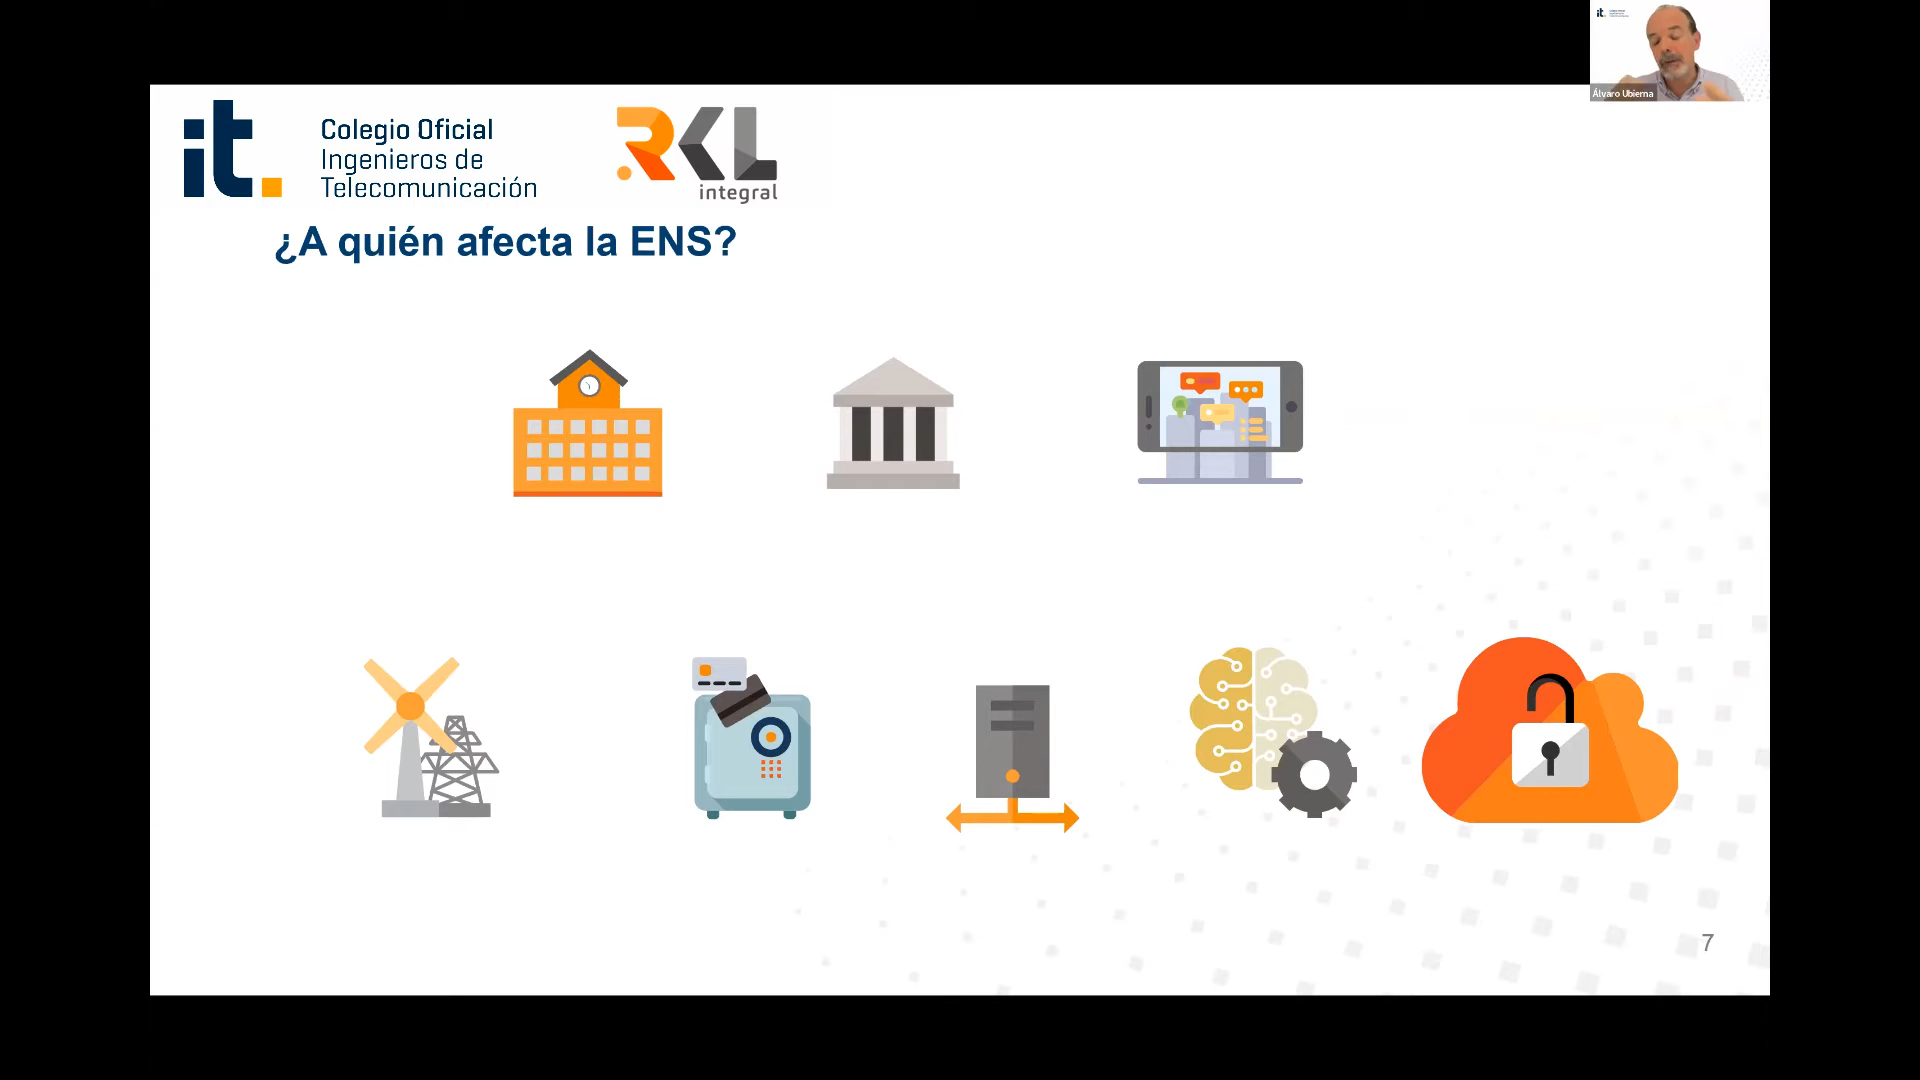 it.
Colegio Oficial
Ingenieros de
Telecomunicación
RKL
integral
Álvaro Ubierna
¿A quién afecta la ENS?
7